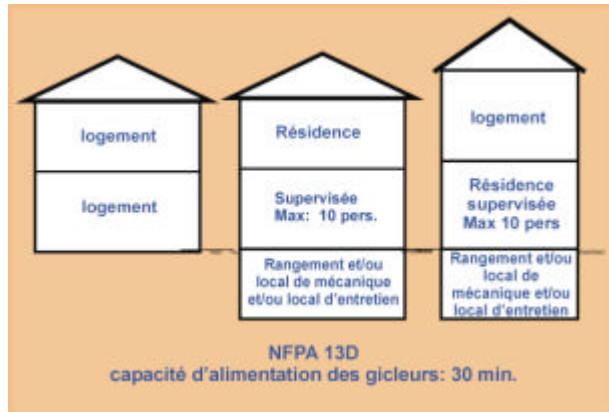 logement
logement
Résidence
Supervisée
Max: 10 pers.
Rangement et/ou
local de mécanique
et/ou local d'entretien
logement
Résidence
supervisée
Max 10 pers
Rangement et/ou
local de
mécanique et/ou
local d'entretien
NFPA 13D
capacité d'alimentation des gicleurs: 30 min.